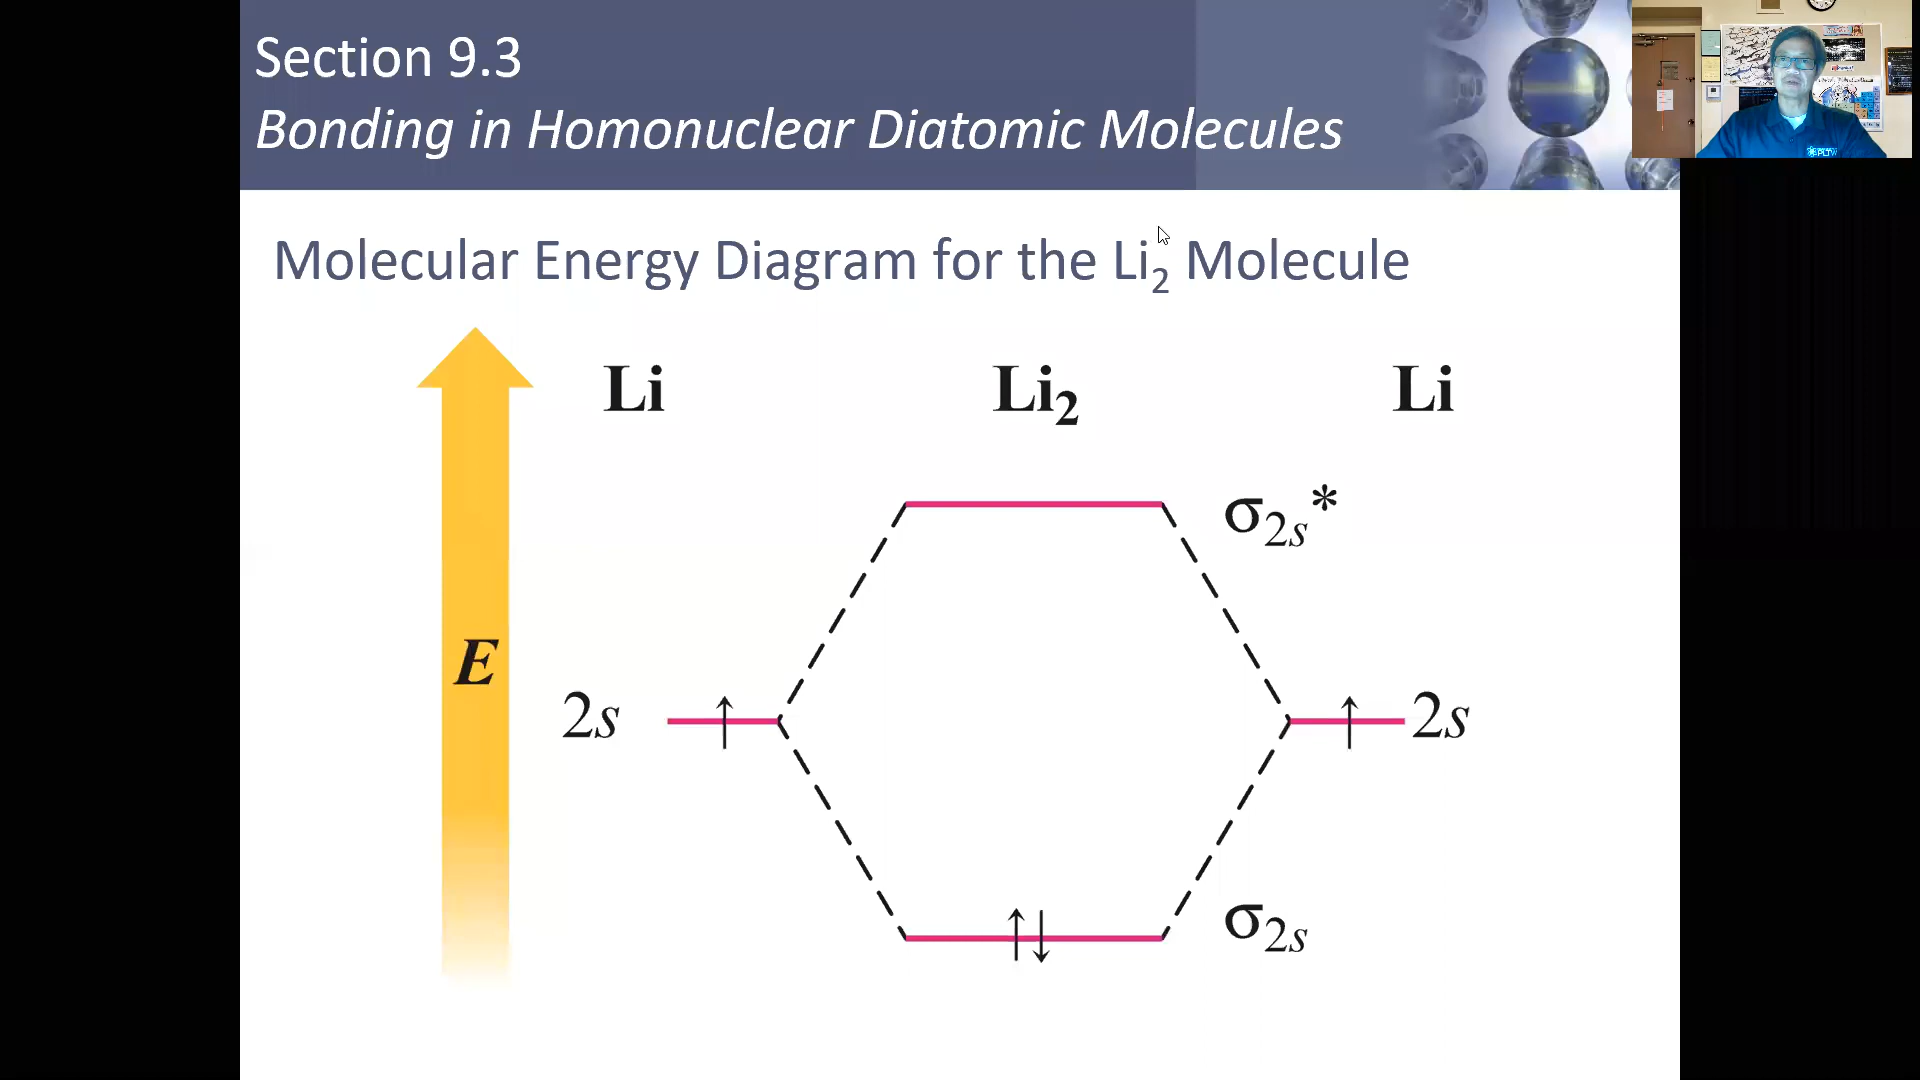 Section 9.3
Bonding in Homonuclear Diatomic Molecules
PLTW
Molecular Energy Diagram for the Li₂ Molecule
Li Li₂ Li
σ₂ₛ*
E
2s ↑ ↑ 2s
↑↓ σ₂ₛ